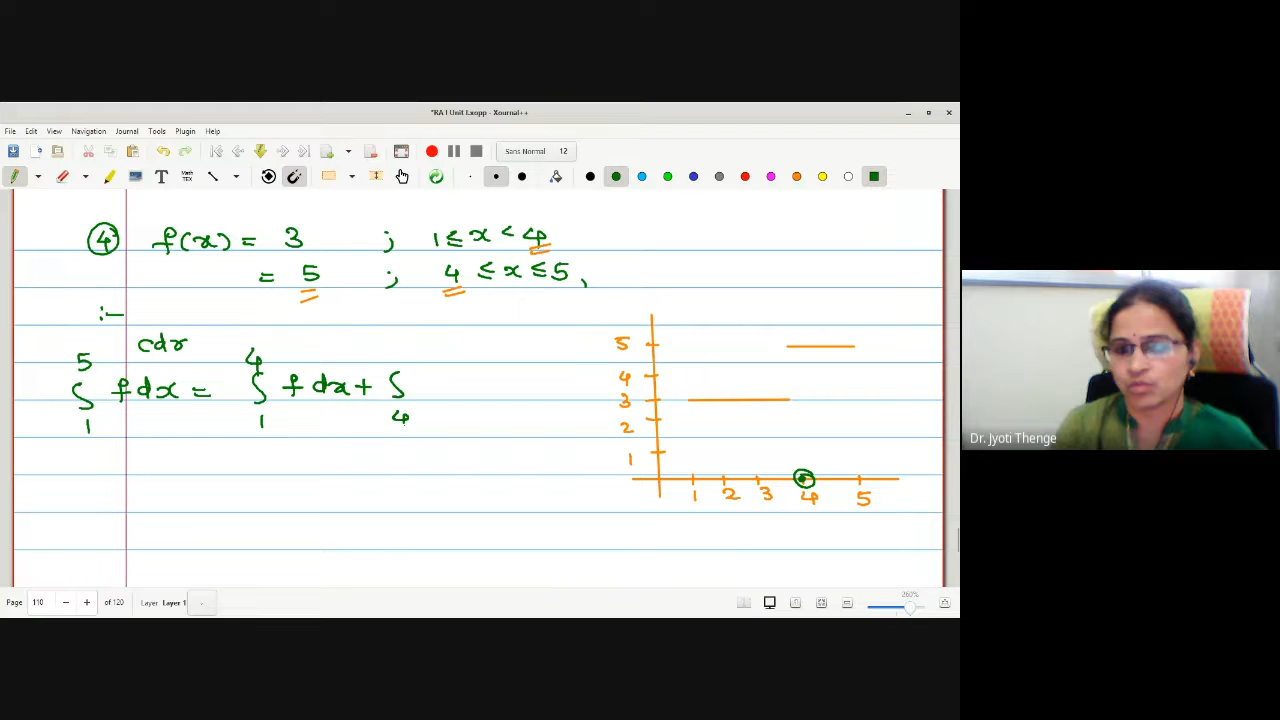 *RA I Unit I.xopp - Xournal++
File Edit View Navigation Journal Tools Plugin Help
Sans Normal 12
④ f(x) = 3 ; 1 ≤ x < 4
= 5 ; 4 ≤ x ≤ 5,
:-
5 4
∫ f dx = ∫ f dx + ∫
1 1 4
5
4
3
2
1
1 2 3 4 5
Dr. Jyoti Thenge
Page 110 of 120 Layer Layer 1
260%